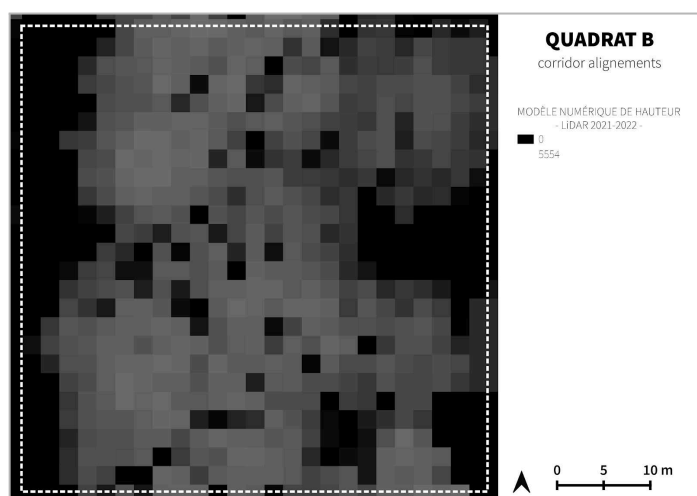 QUADRAT B
corridor alignements
MODÈLE NUMÉRIQUE DE HAUTEUR
- LiDAR 2021-2022 -
0
5554
0 5 10 m